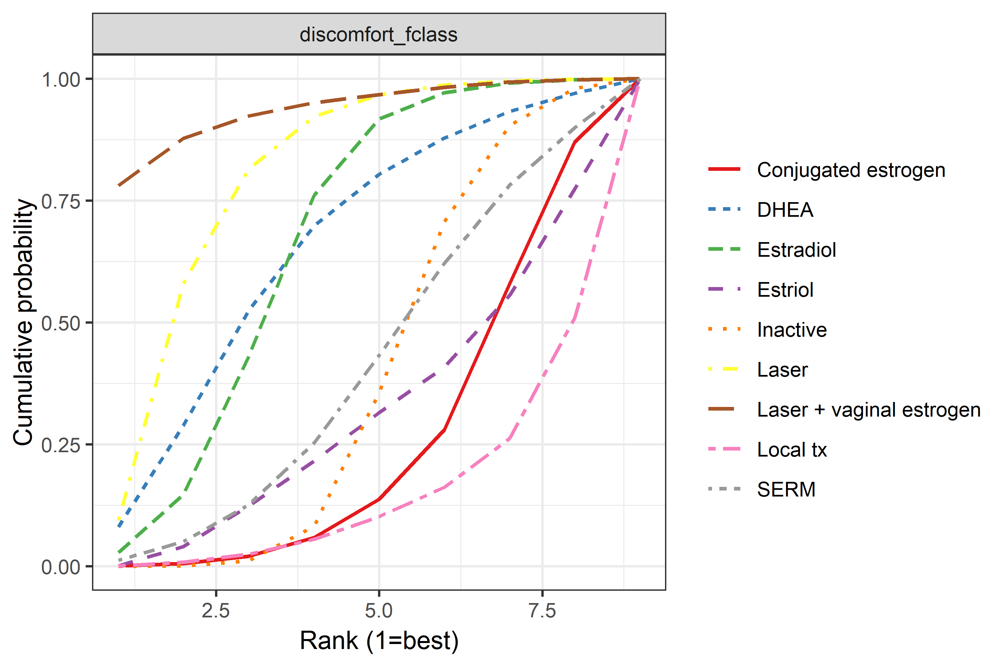 discomfort_fclass
1.00
0.75
0.50
0.25
0.00
Cumulative probability
2.5 5.0 7.5
Rank (1=best)
Conjugated estrogen
DHEA
Estradiol
Estriol
Inactive
Laser
Laser + vaginal estrogen
Local tx
SERM